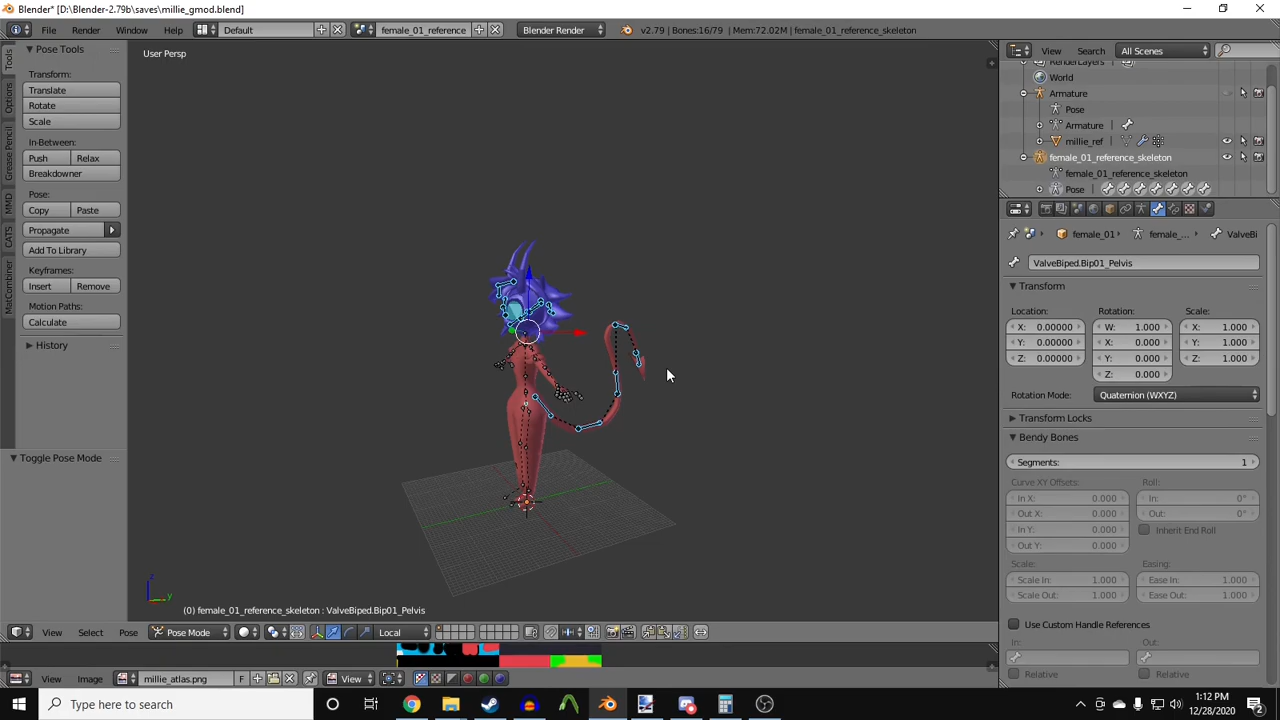 Blender* [D:\Blender-2.79b\saves\millie_gmod.blend]
File Render Window Help Default female_01_reference Blender Render v2.79 | Bones:16/79 | Mem:72.02M | female_01_reference_skeleton
Pose Tools
Transform:
Translate
Rotate
Scale
In-Between:
Push Relax
Breakdowner
Pose:
Copy Paste
Propagate
Add To Library
Keyframes:
Insert Remove
Motion Paths:
Calculate
History
Toggle Pose Mode
Tools
Options
Grease Pencil
MMD
CATS
MatCombiner
User Persp
(0) female_01_reference_skeleton : ValveBiped.Bip01_Pelvis
View Select Pose Pose Mode Local
View Image millie_atlas.png F View
View Search All Scenes
RenderLayers
World
Armature
Pose
Armature
millie_ref
female_01_reference_skeleton
female_01_reference_skeleton
Pose
female_01 female_... ValveBi
ValveBiped.Bip01_Pelvis
Transform
Location: Rotation: Scale:
X: 0.00000 W: 1.000 X: 1.000
Y: 0.00000 X: 0.000 Y: 1.000
Z: 0.00000 Y: 0.000 Z: 1.000
Z: 0.000
Rotation Mode: Quaternion (WXYZ)
Transform Locks
Bendy Bones
Segments: 1
Curve XY Offsets: Roll:
In X: 0.000 In: 0°
Out X: 0.000 Out: 0°
In Y: 0.000 Inherit End Roll
Out Y: 0.000
Scale: Easing:
Scale In: 1.000 Ease In: 1.000
Scale Out: 1.000 Ease Out: 1.000
Use Custom Handle References
In: Out:
Relative Relative
Type here to search
1:12 PM
12/28/2020
2